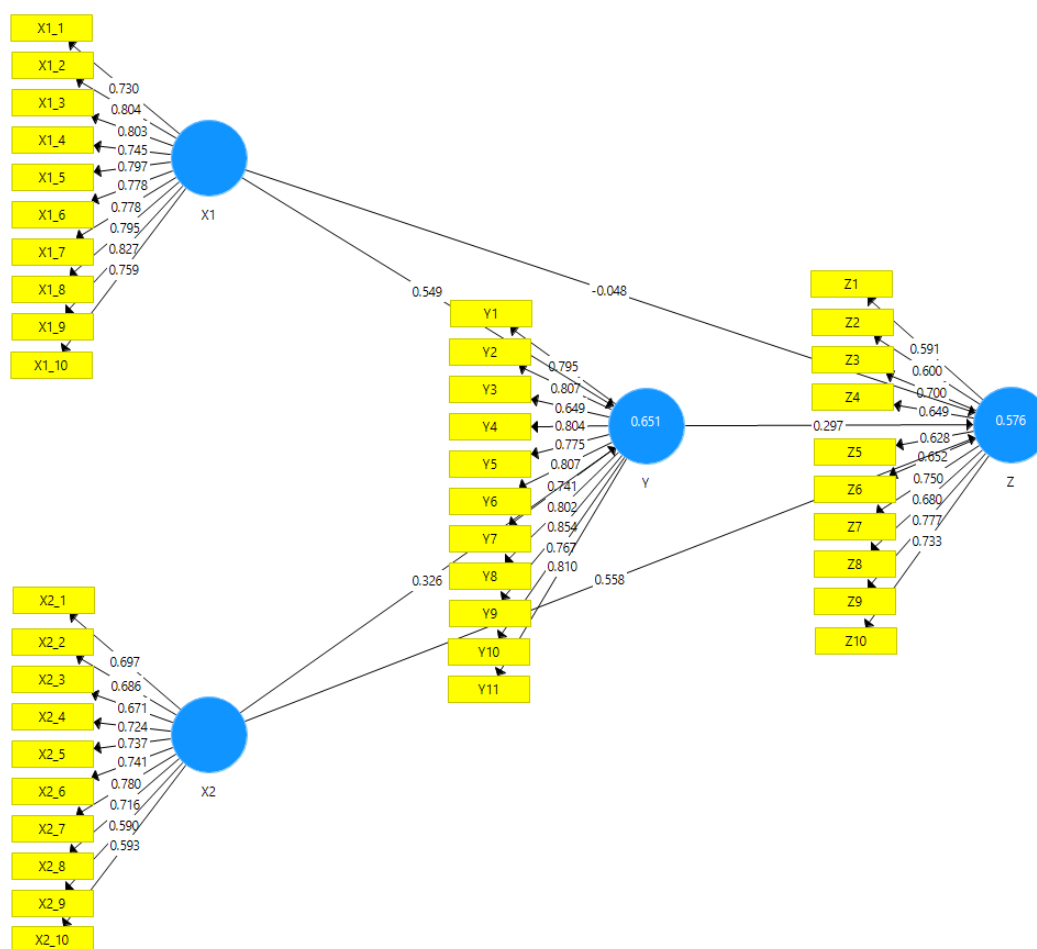 X1_1
X1_2
X1_3
X1_4
X1_5
X1_6
X1_7
X1_8
X1_9
X1_10
0.730
0.804
0.803
0.745
0.797
0.778
0.778
0.795
0.827
0.759
X1
0.549
-0.048
Y1
Y2
Y3
Y4
Y5
Y6
Y7
Y8
Y9
Y10
Y11
0.795
0.807
0.649
0.804
0.775
0.807
0.741
0.802
0.854
0.767
0.810
0.651
Y
0.297
Z1
Z2
Z3
Z4
Z5
Z6
Z7
Z8
Z9
Z10
0.591
0.600
0.700
0.649
0.628
0.652
0.750
0.680
0.777
0.733
0.576
Z
0.326
0.558
X2_1
X2_2
X2_3
X2_4
X2_5
X2_6
X2_7
X2_8
X2_9
X2_10
0.697
0.686
0.671
0.724
0.737
0.741
0.780
0.716
0.590
0.593
X2